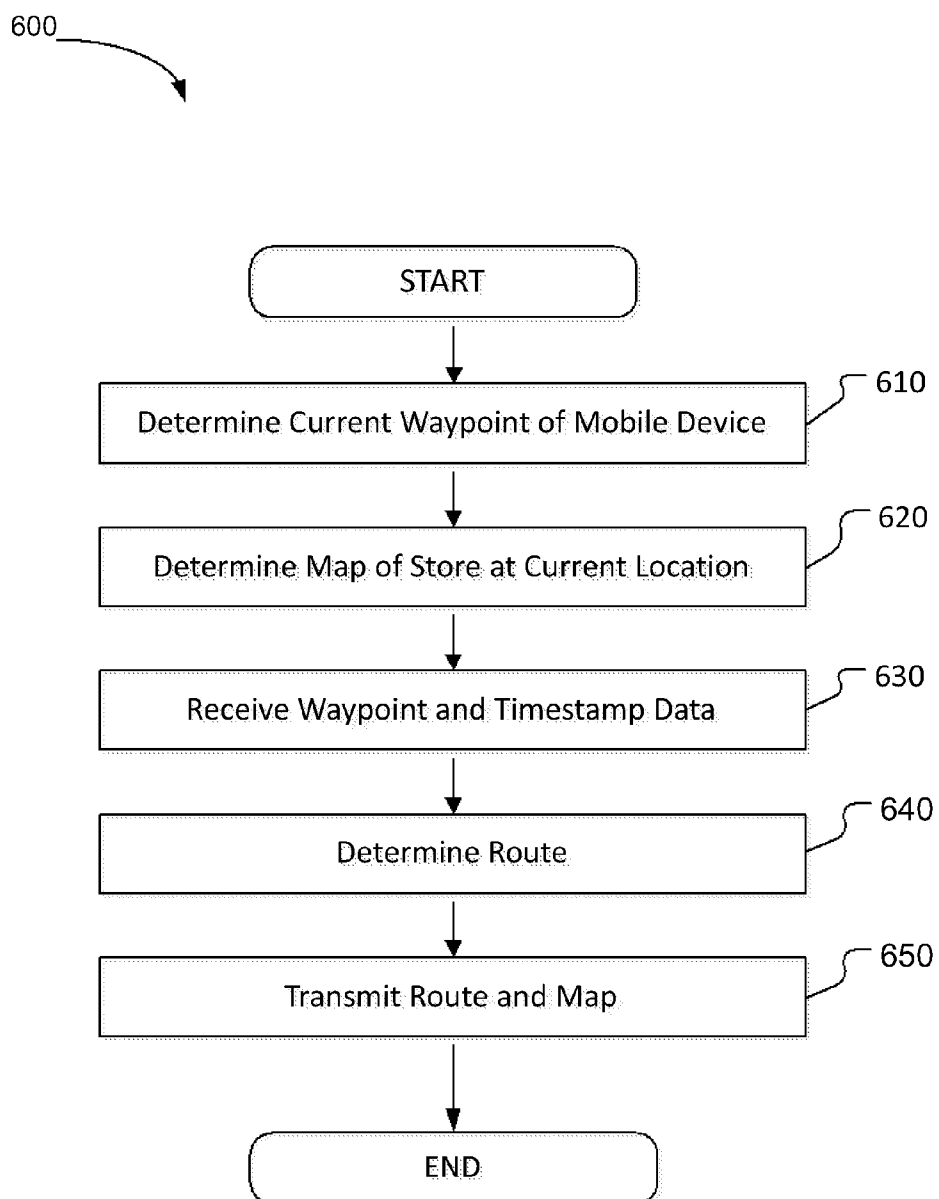 600
START
Determine Current Waypoint of Mobile Device
610
Determine Map of Store at Current Location
620
Receive Waypoint and Timestamp Data
630
Determine Route
640
Transmit Route and Map
650
END